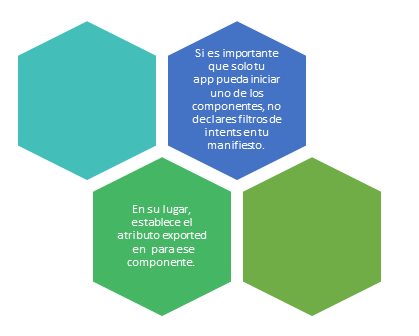 Si es importante
que solo tu
app pueda iniciar
uno de los
componentes, no
declares filtros de
intents en tu
manifiesto.
En su lugar,
establece el
atributo exported
en para ese
componente.